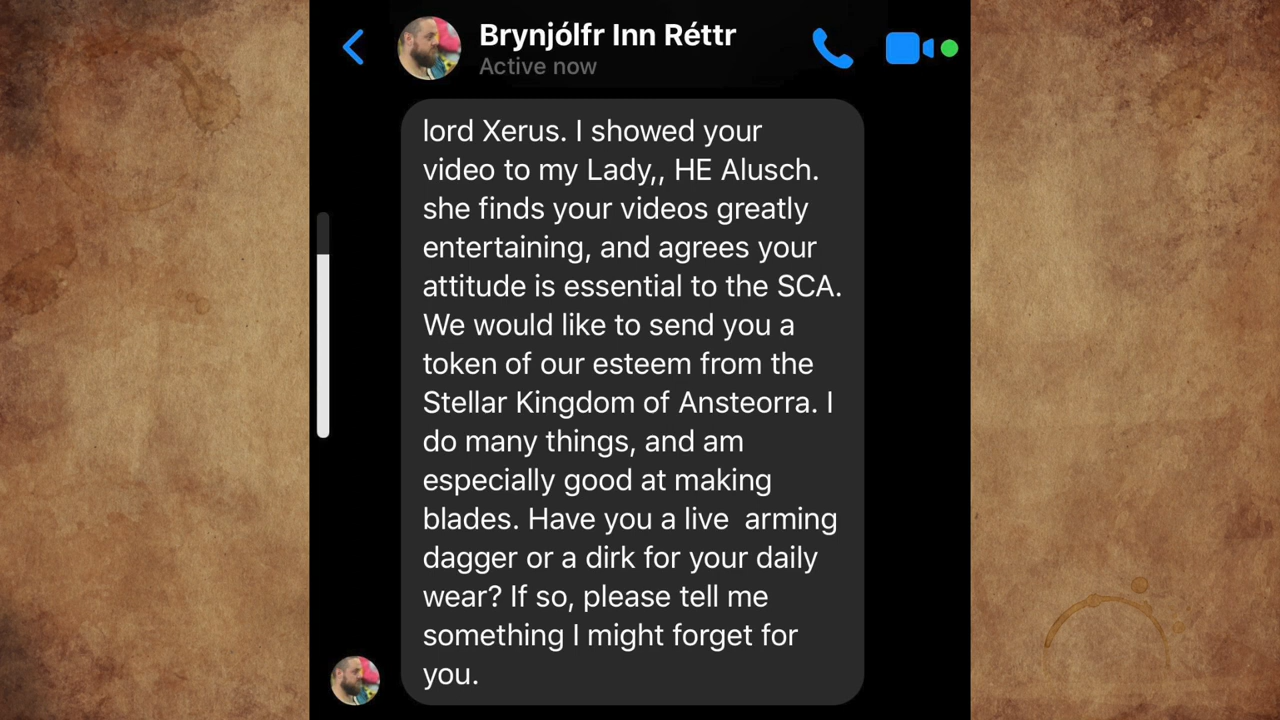 Brynjólfr Inn Réttr
Active now
lord Xerus. I showed your
video to my Lady,, HE Alusch.
she finds your videos greatly
entertaining, and agrees your
attitude is essential to the SCA.
We would like to send you a
token of our esteem from the
Stellar Kingdom of Ansteorra. I
do many things, and am
especially good at making
blades. Have you a live  arming
dagger or a dirk for your daily
wear? If so, please tell me
something I might forget for
you.